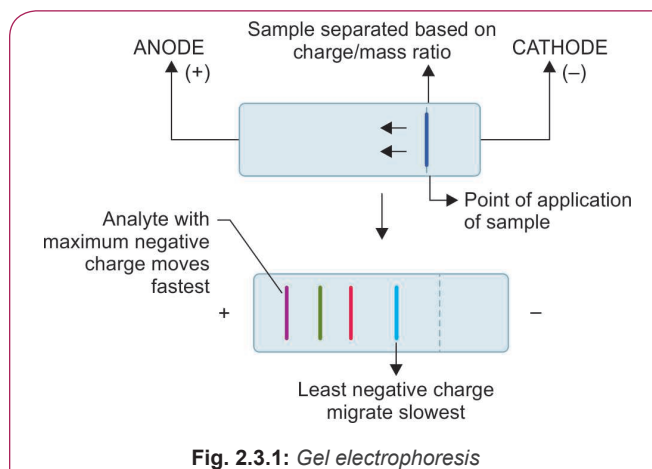 Sample separated based on
charge/mass ratio
ANODE
(+)
CATHODE
(–)
Point of application
of sample
Analyte with
maximum negative
charge moves
fastest
+
–
Least negative charge
migrate slowest
Fig. 2.3.1: Gel electrophoresis